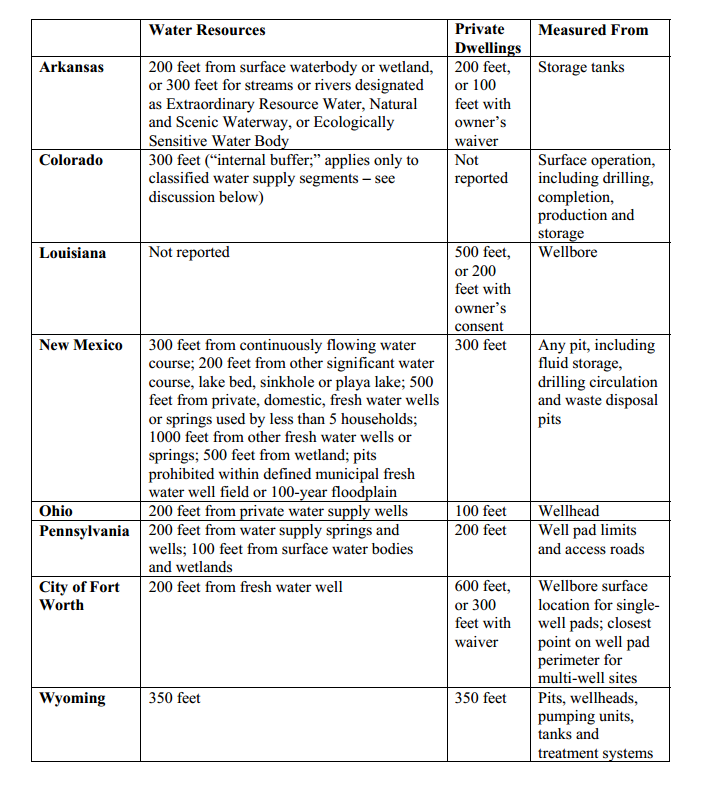 Water Resources
Private
Dwellings
Measured From
Arkansas
200 feet from surface waterbody or wetland,
or 300 feet for streams or rivers designated
as Extraordinary Resource Water, Natural
and Scenic Waterway, or Ecologically
Sensitive Water Body
200 feet,
or 100
feet with
owner’s
waiver
Storage tanks
Colorado
300 feet (“internal buffer;” applies only to
classified water supply segments – see
discussion below)
Not
reported
Surface operation,
including drilling,
completion,
production and
storage
Louisiana
Not reported
500 feet,
or 200
feet with
owner’s
consent
Wellbore
New Mexico
300 feet from continuously flowing water
course; 200 feet from other significant water
course, lake bed, sinkhole or playa lake; 500
feet from private, domestic, fresh water wells
or springs used by less than 5 households;
1000 feet from other fresh water wells or
springs; 500 feet from wetland; pits
prohibited within defined municipal fresh
water well field or 100-year floodplain
300 feet
Any pit, including
fluid storage,
drilling circulation
and waste disposal
pits
Ohio
200 feet from private water supply wells
100 feet
Wellhead
Pennsylvania
200 feet from water supply springs and
wells; 100 feet from surface water bodies
and wetlands
200 feet
Well pad limits
and access roads
City of Fort
Worth
200 feet from fresh water well
600 feet,
or 300
feet with
waiver
Wellbore surface
location for single-
well pads; closest
point on well pad
perimeter for
multi-well sites
Wyoming
350 feet
350 feet
Pits, wellheads,
pumping units,
tanks and
treatment systems